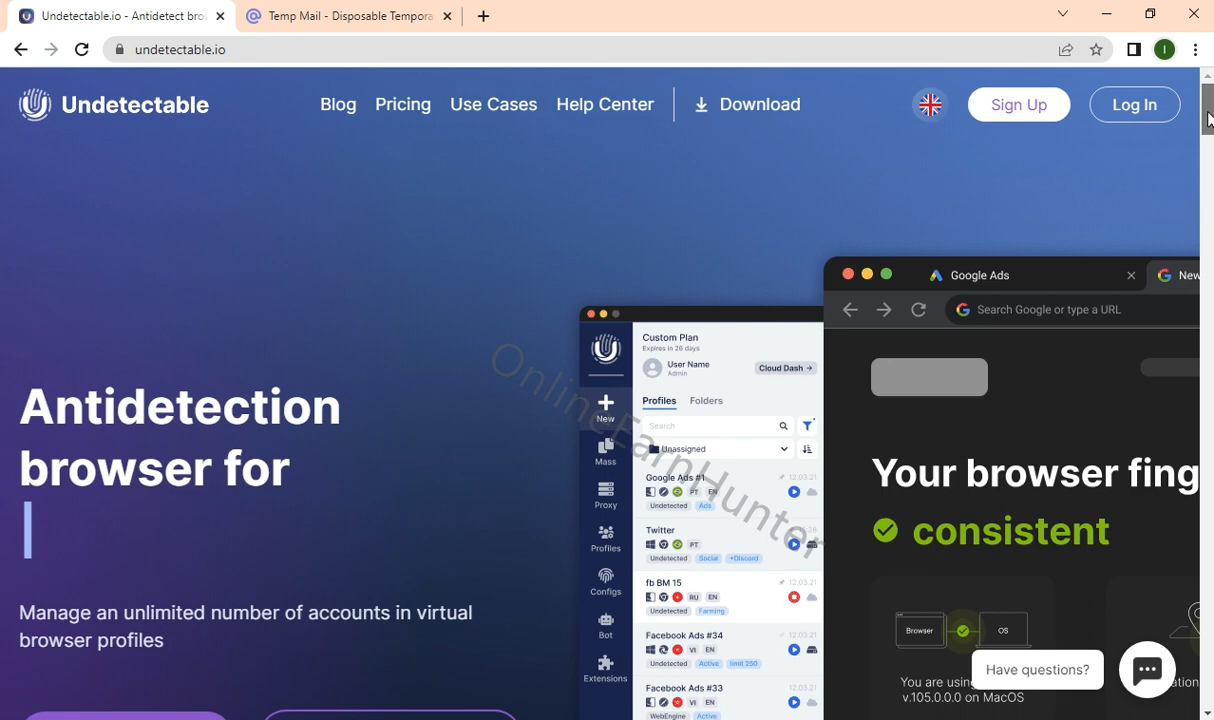 Undetectable.io - Antidetect bro
Temp Mail - Disposable Tempora
undetectable.io
I
Undetectable
Blog Pricing Use Cases Help Center Download
Sign Up Log In
Antidetection
browser for
Manage an unlimited number of accounts in virtual
browser profiles
Custom Plan
Expires in 26 days
User Name
Admin
Cloud Dash →
Profiles Folders
Search
Unassigned
New
Mass
Proxy
Profiles
Configs
Bot
Extensions
Google Ads #1
12.03.21
PT EN
Undetected Ads
Twitter
PT
Undetected Social +Discord
fb BM 15
12.03.21
RU EN
Undetected Farming
Facebook Ads #34
12.03.21
VI EN
Undetected Active limit 250
Facebook Ads #33
12.03.21
VI EN
WebEngine Active
OnlineEarnHunter
Google Ads
New
Search Google or type a URL
Your browser fing
consistent
Browser
OS
You are usin
v.105.0.0.0 on MacOS
ation
Have questions?